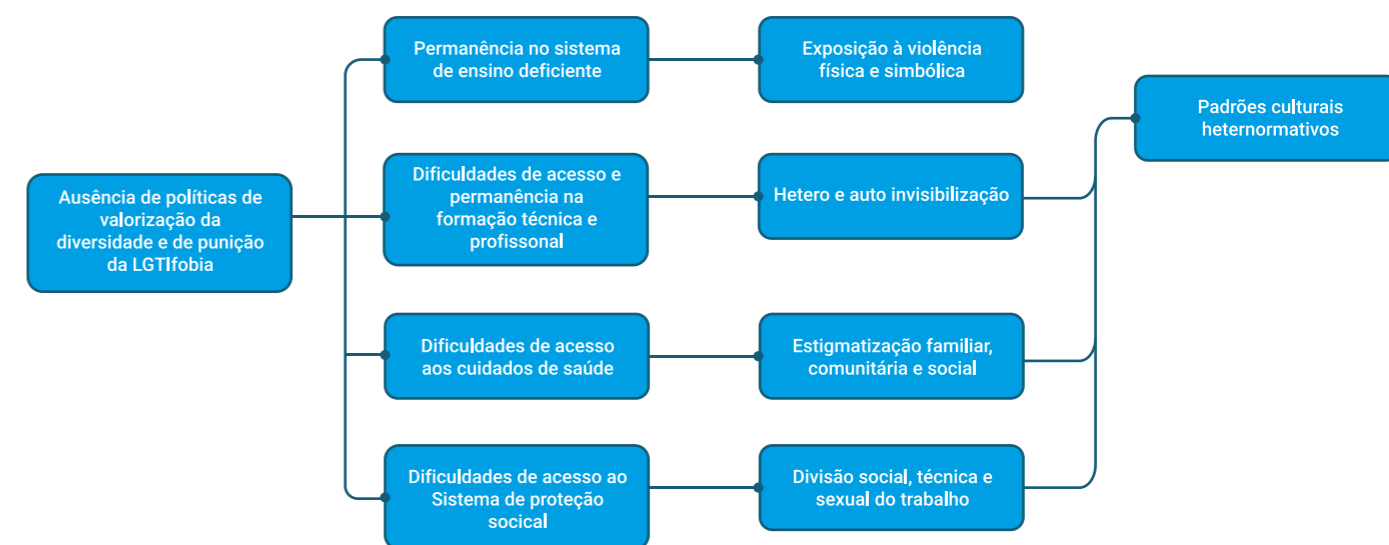 Permanência no sistema
de ensino deficiente
Exposição à violência
física e simbólica
Padrões culturais
heternormativos
Ausência de políticas de
valorização da
diversidade e de punição
da LGTIfobia
Dificuldades de acesso e
permanência na
formação técnica e
profissonal
Hetero e auto invisibilização
Dificuldades de acesso
aos cuidados de saúde
Estigmatização familiar,
comunitária e social
Dificuldades de acesso ao
Sistema de proteção
socical
Divisão social, técnica e
sexual do trabalho